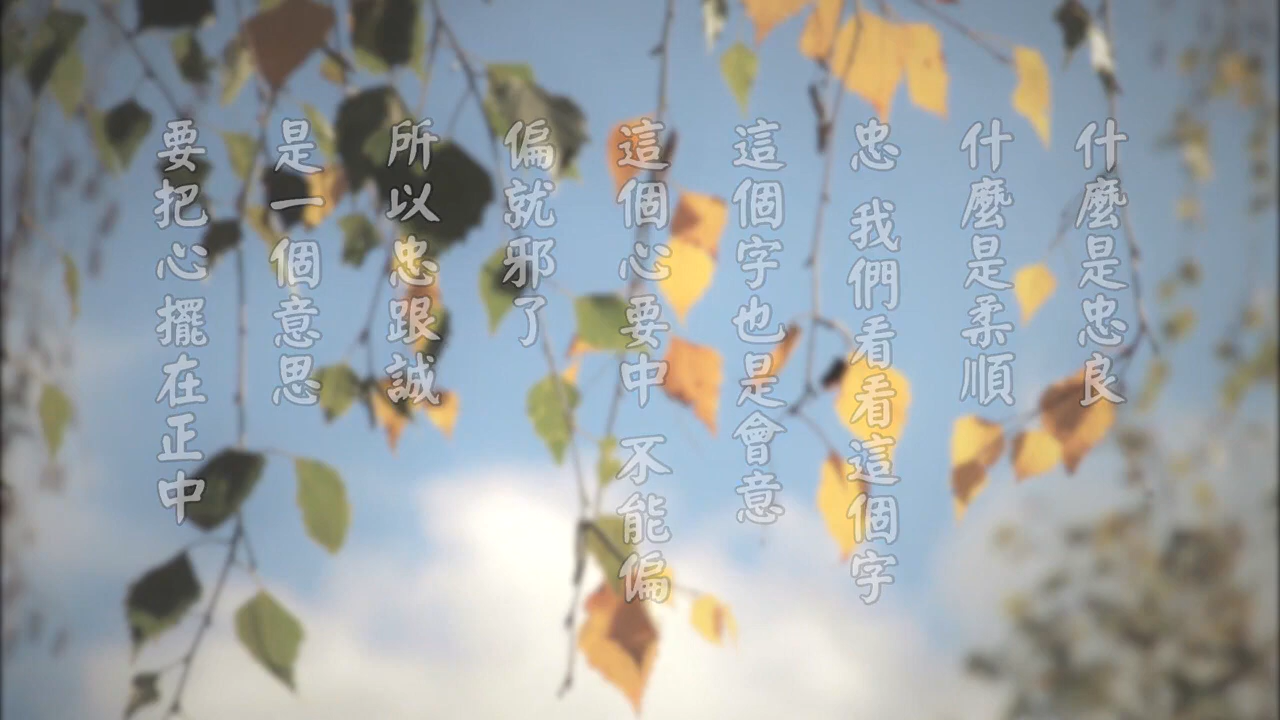 什麼是忠良
什麼是柔順
忠 我們看看這個字
這個字也是會意
這個心要中 不能偏
偏就邪了
所以忠跟誠
是一個意思
要把心擺在正中